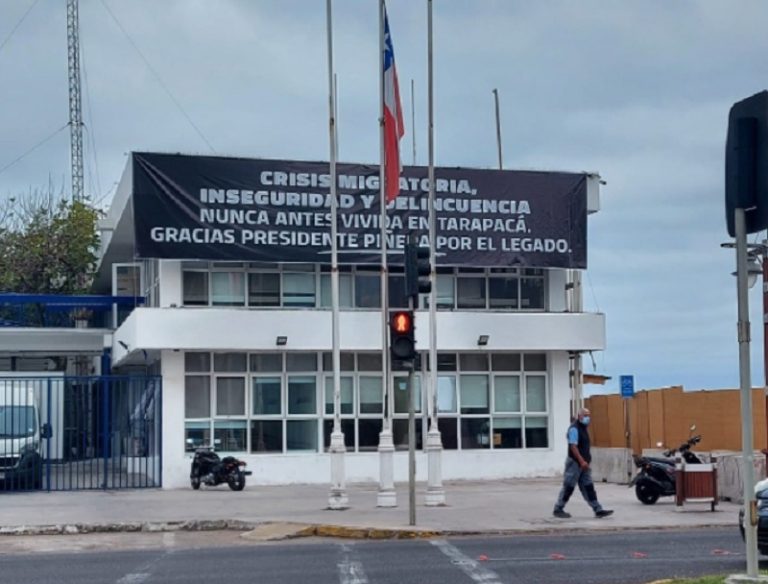 CRISIS MIGRATORIA,
INSEGURIDAD Y DELINCUENCIA
NUNCA ANTES VIVIDA EN TARAPACÁ.
GRACIAS PRESIDENTE PIÑERA POR EL LEGADO.